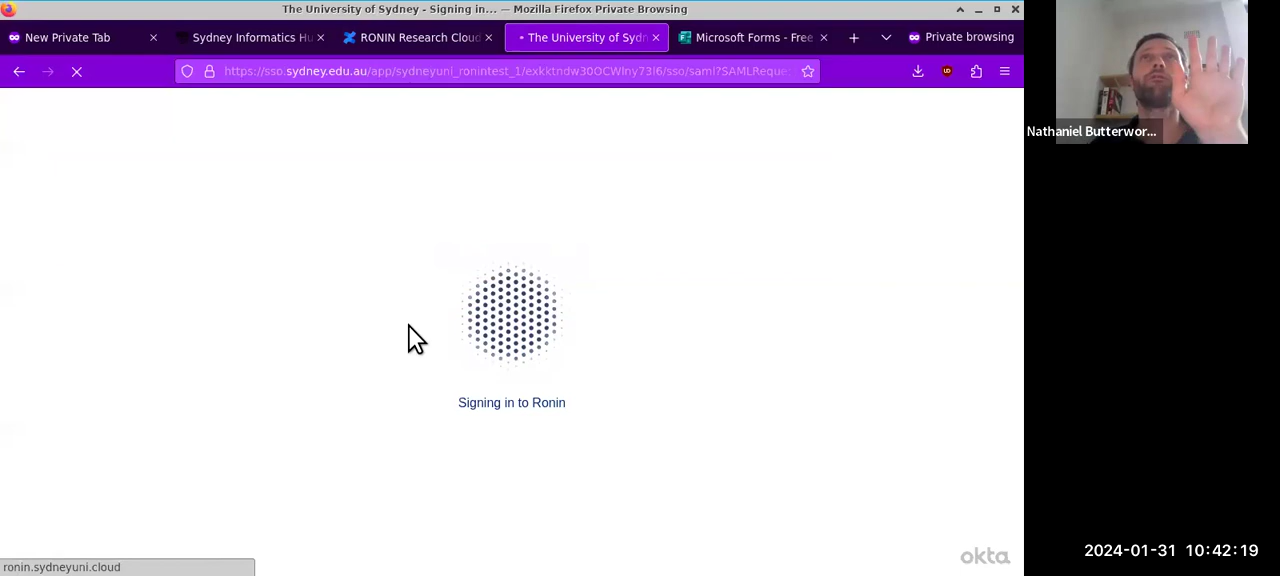 The University of Sydney - Signing in... — Mozilla Firefox Private Browsing
New Private Tab
Sydney Informatics Hu
RONIN Research Cloud
The University of Sydn
Microsoft Forms - Free
Private browsing
https://sso.sydney.edu.au/app/sydneyuni_ronintest_1/exkktndw30OCWIny73l6/sso/saml?SAMLReque
Nathaniel Butterwor...
Signing in to Ronin
okta
2024-01-31 10:42:19
ronin.sydneyuni.cloud